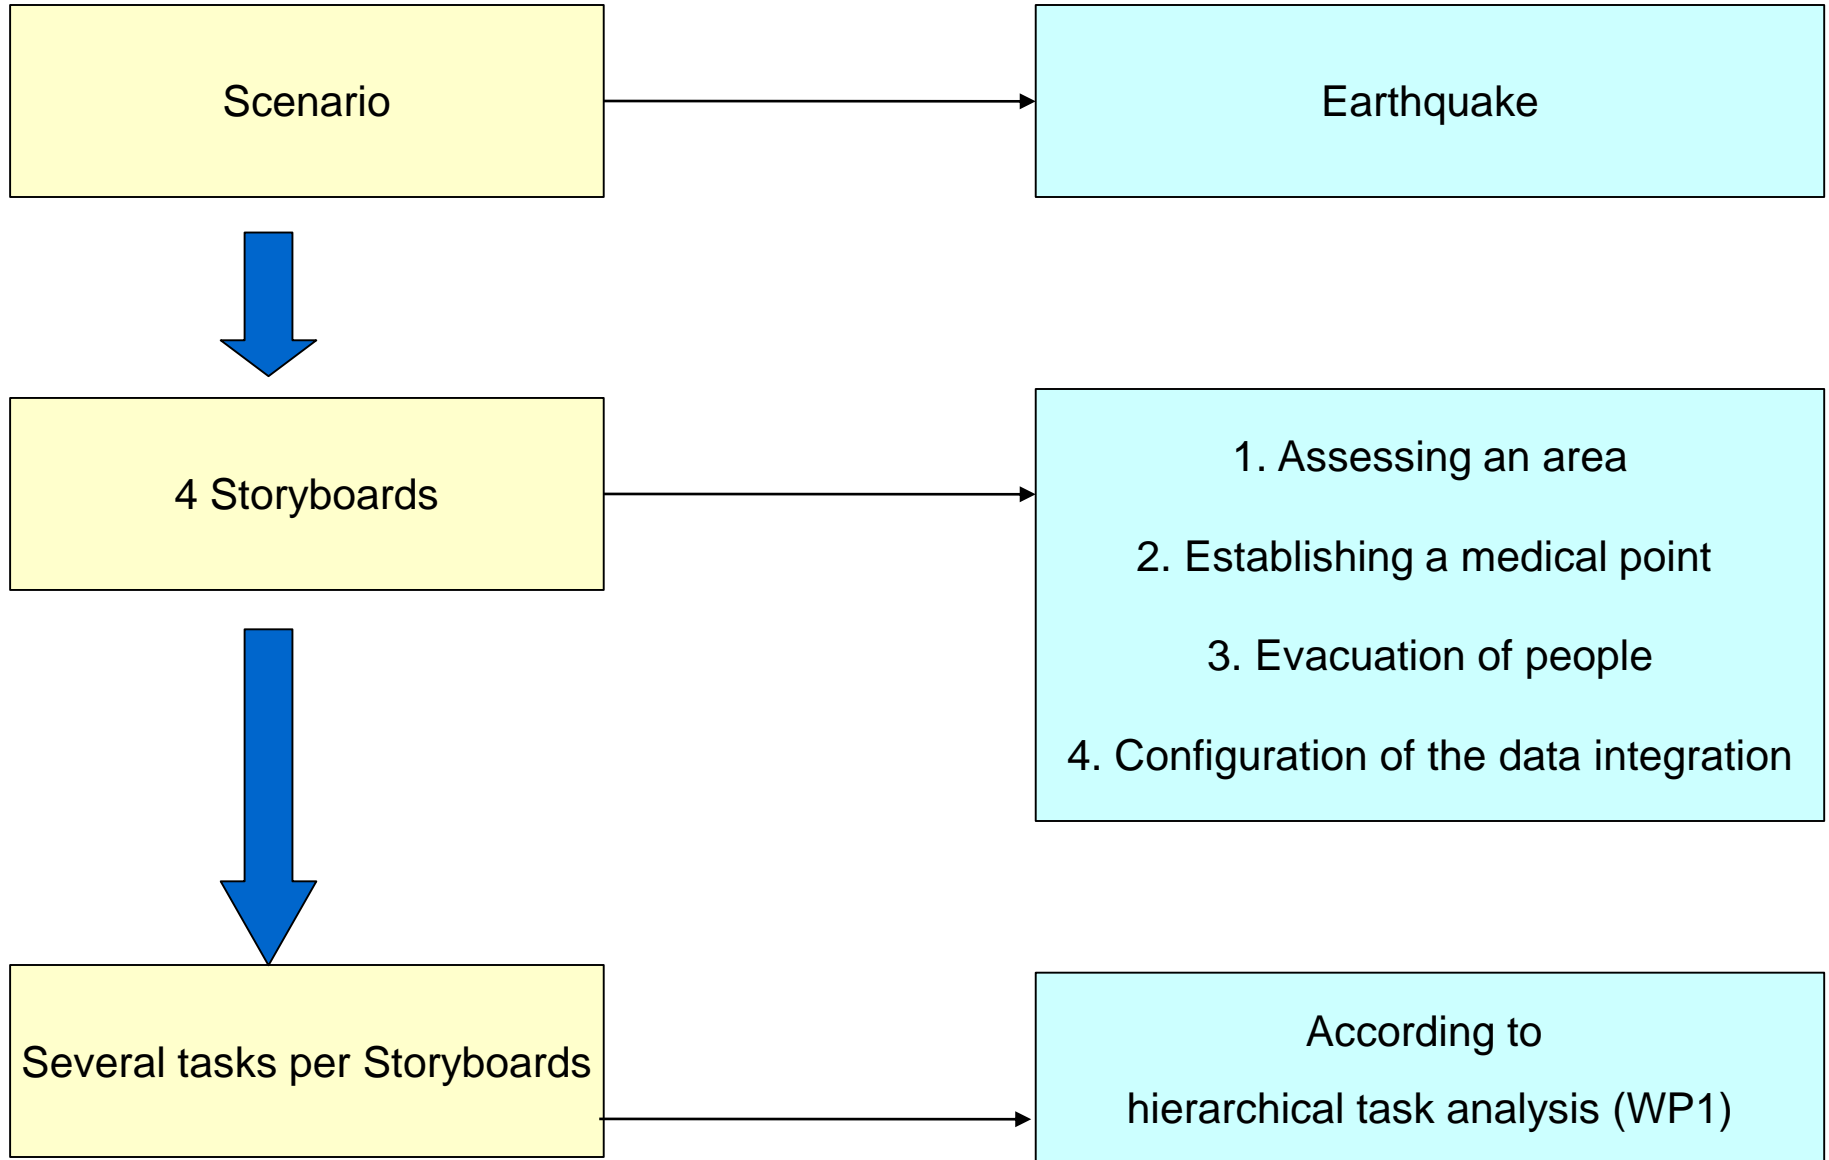 Scenario
Earthquake
4 Storyboards
1. Assessing an area
2. Establishing a medical point
3. Evacuation of people
4. Configuration of the data integration
Several tasks per Storyboards
According to
hierarchical task analysis (WP1)